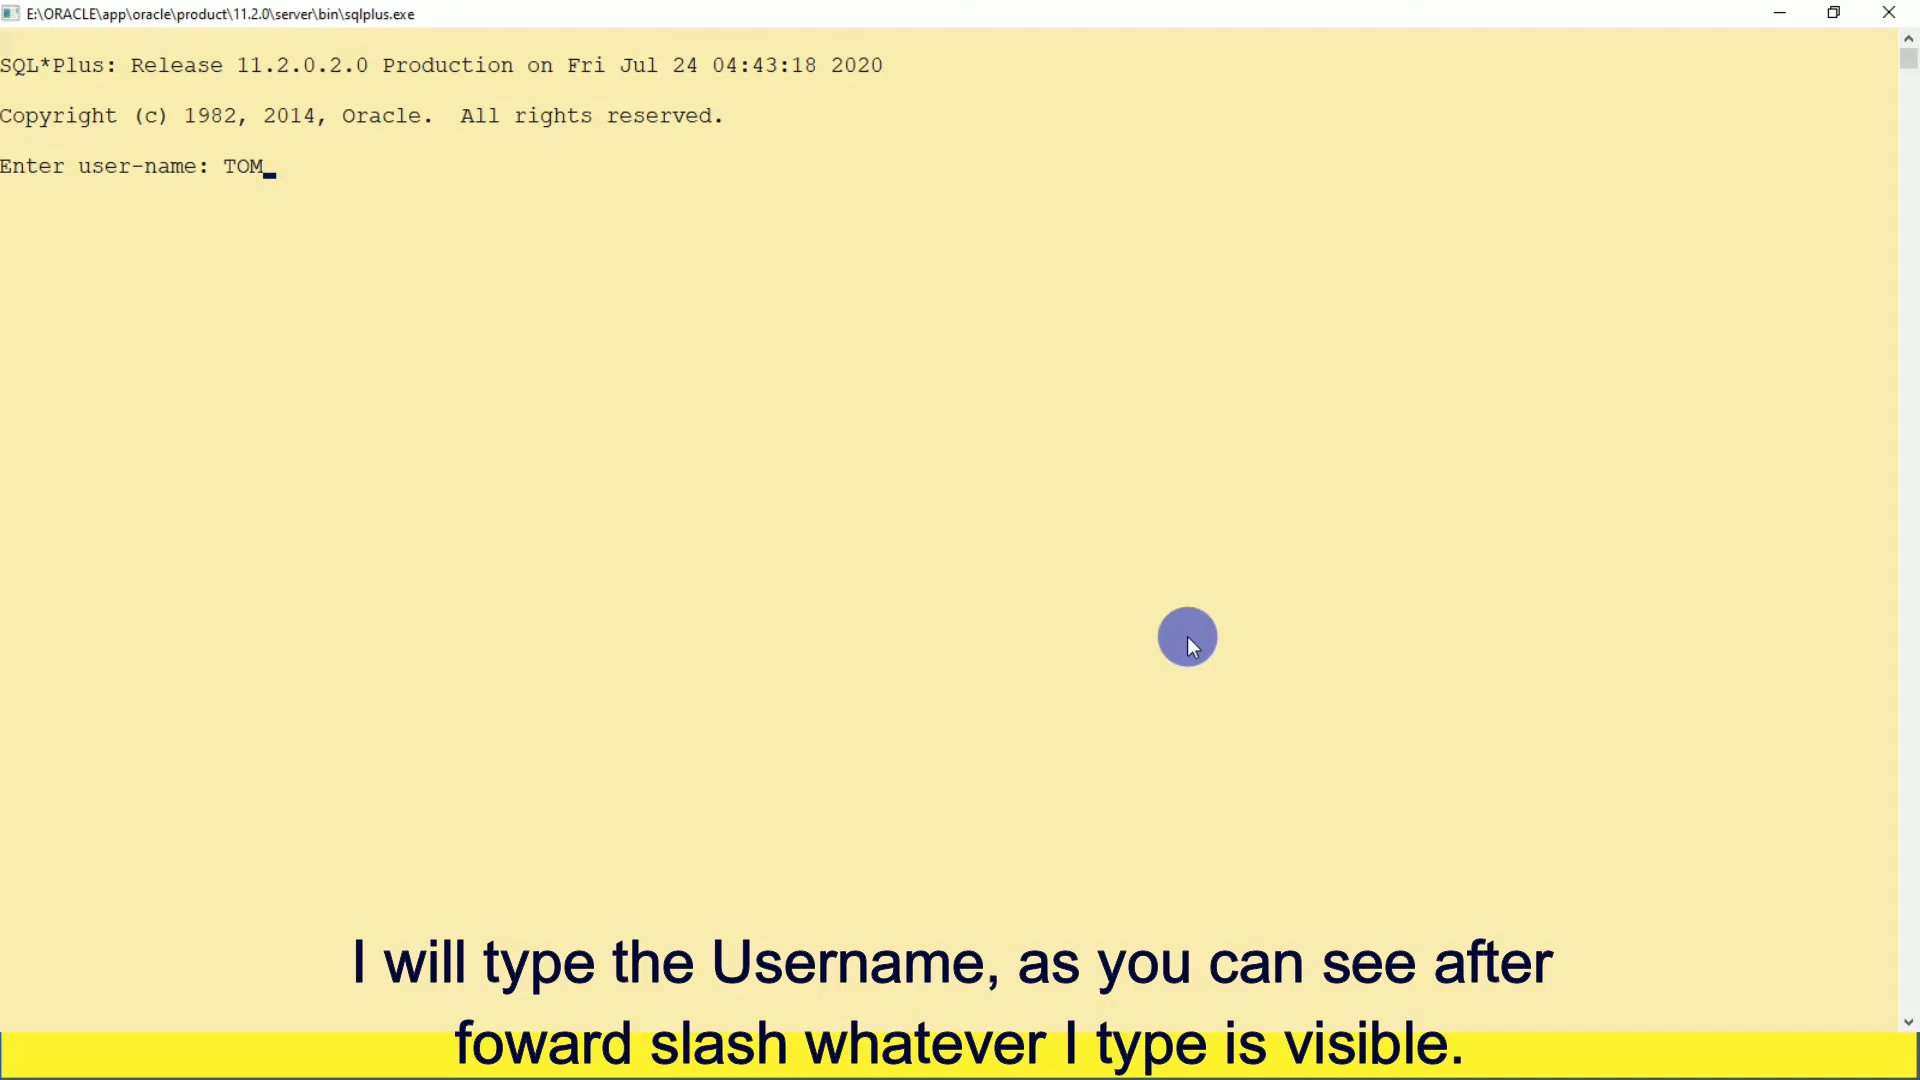 E:\ORACLE\app\oracle\product\11.2.0\server\bin\sqlplus.exe
SQL*Plus: Release 11.2.0.2.0 Production on Fri Jul 24 04:43:18 2020
Copyright (c) 1982, 2014, Oracle.  All rights reserved.
Enter user-name: TOM_
I will type the Username, as you can see after
foward slash whatever I type is visible.